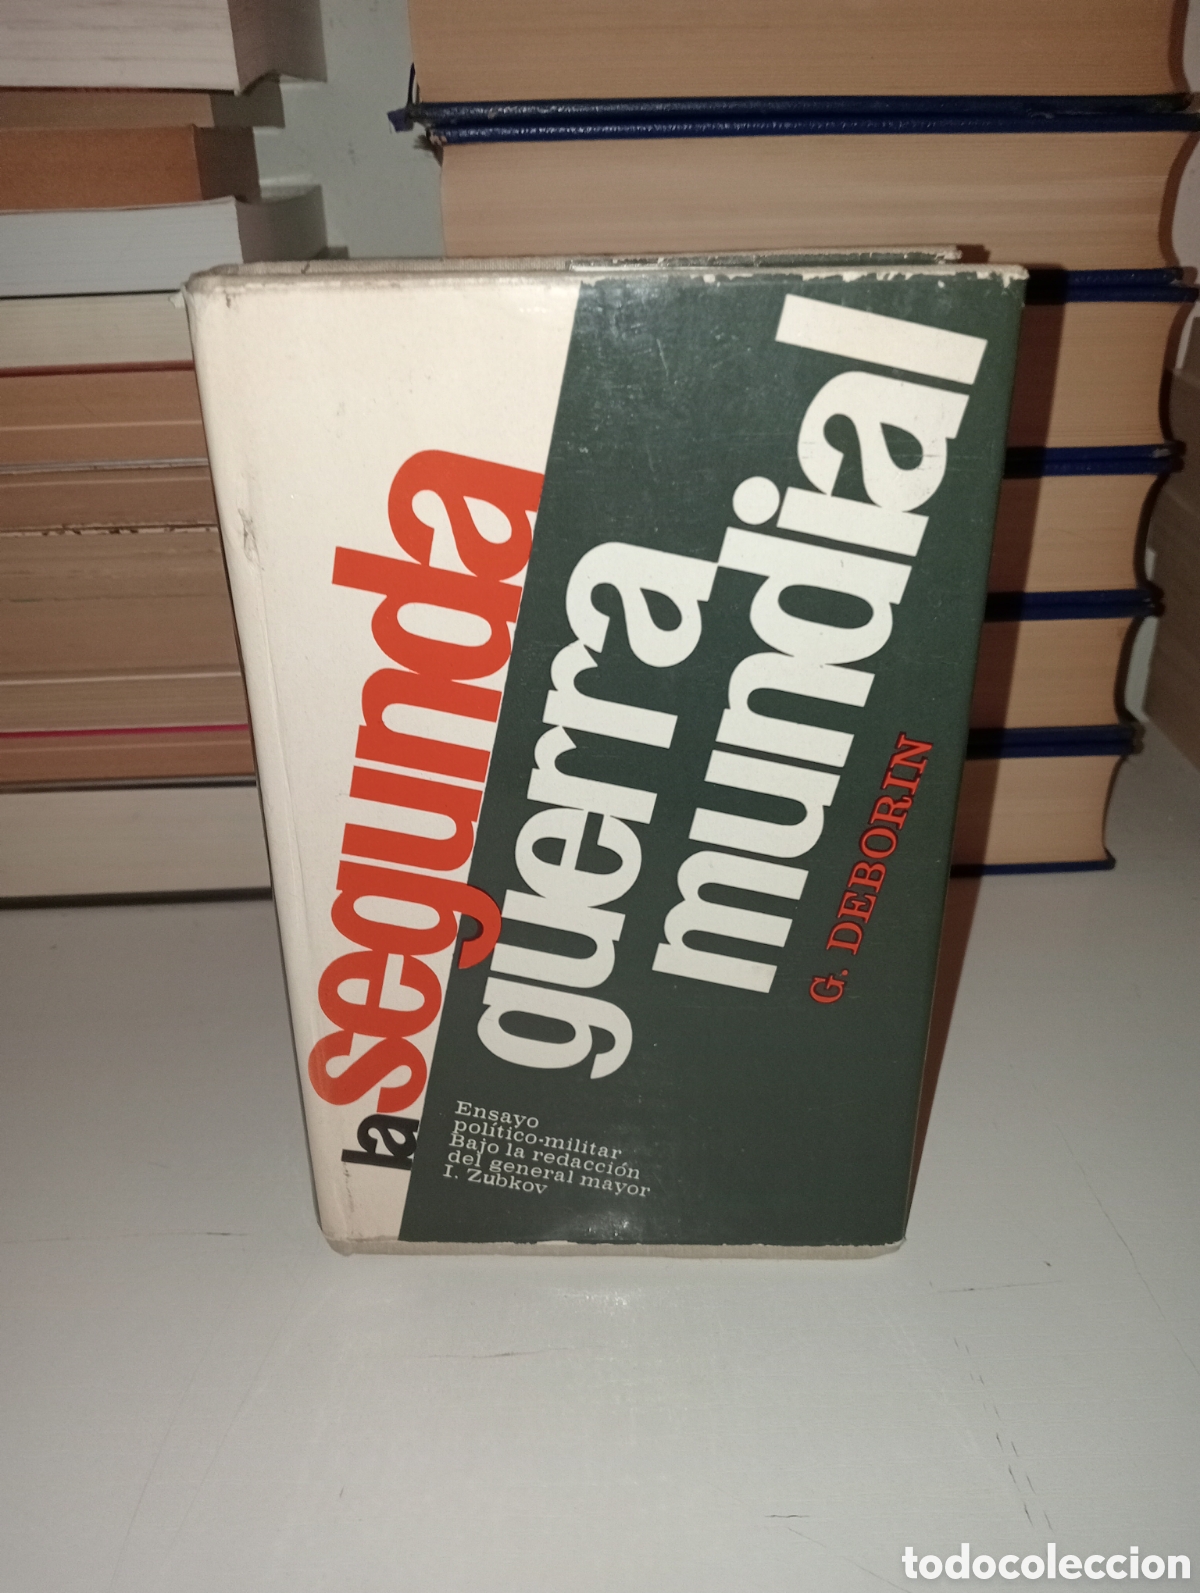 la segunda
guerra
mundial
G. DEBORIN
Ensayo
político-militar
Bajo la redacción
del general mayor
I. Zubkov
todocoleccion